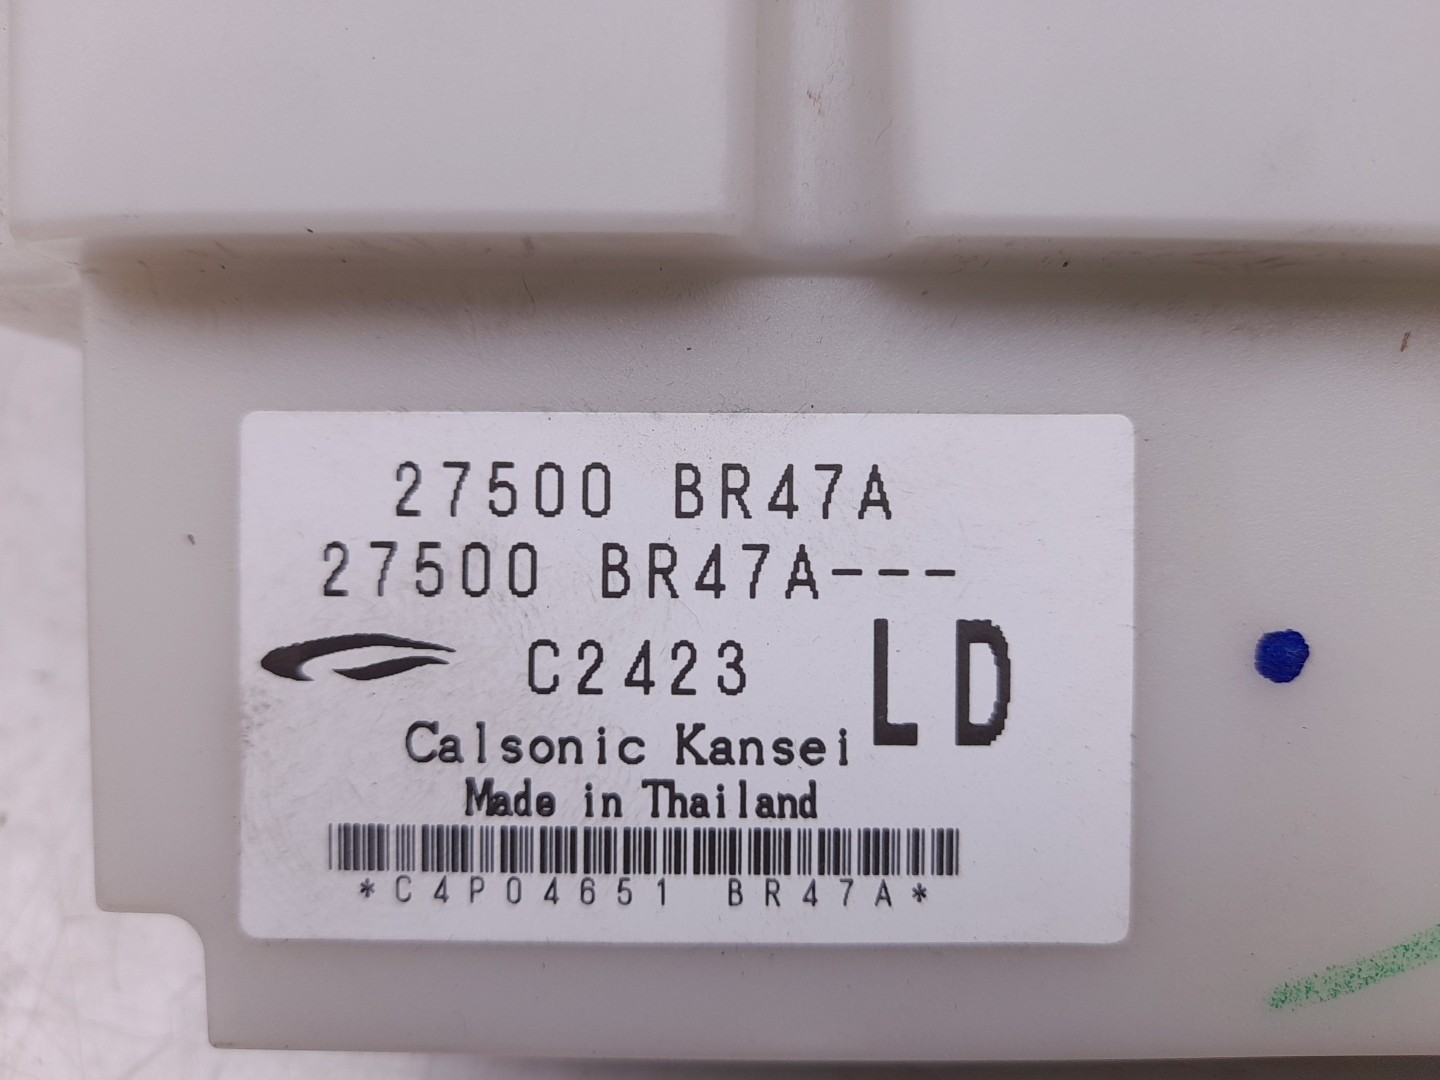 27500 BR47A
27500 BR47A---
C2423 LD
Calsonic Kansei
Made in Thailand
*C4P04651 BR47A*